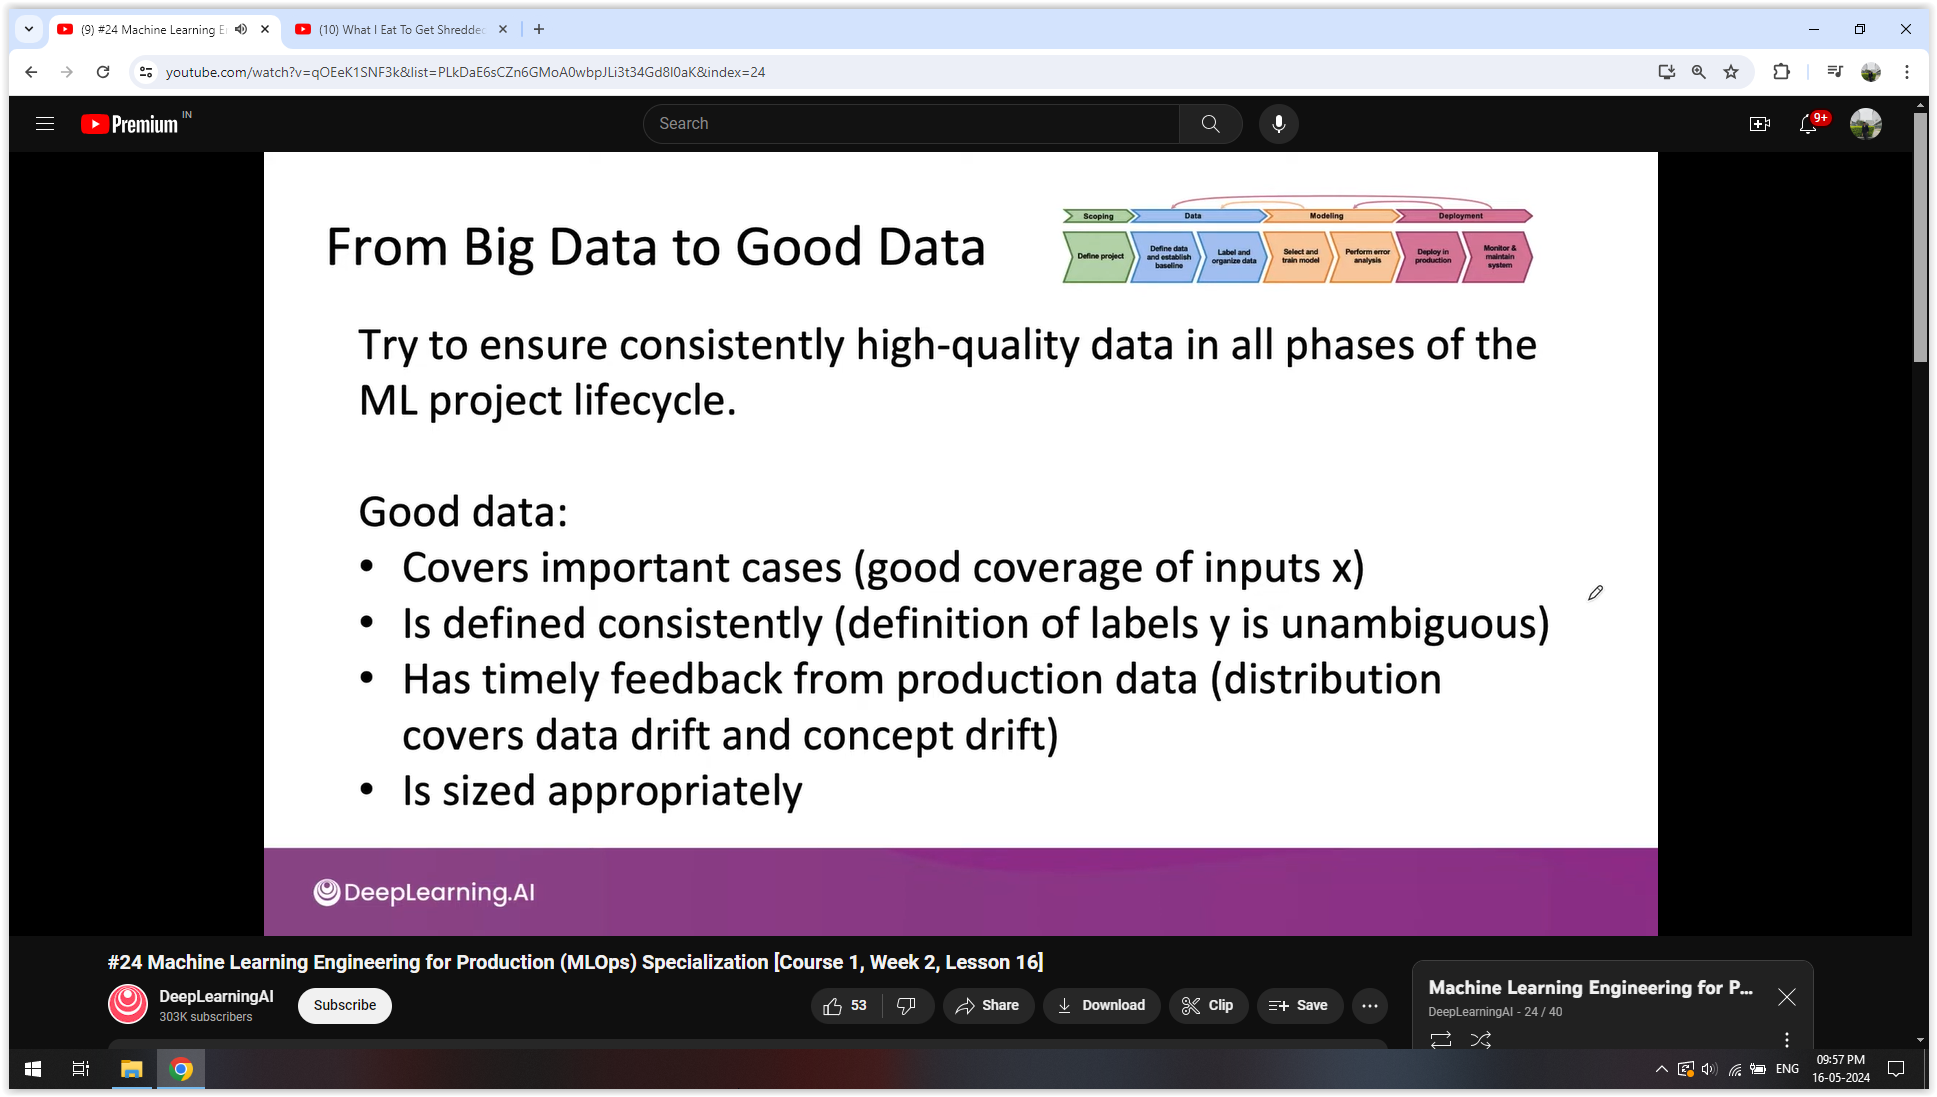 (9) #24 Machine Learning E
(10) What I Eat To Get Shredded
youtube.com/watch?v=qOEeK1SNF3k&list=PLkDaE6sCZn6GMoA0wbpJLi3t34Gd8l0aK&index=24
Premium IN
Search
9+
From Big Data to Good Data
Scoping Data Modeling Deployment
Define project
Define data and establish baseline
Label and organize data
Select and train model
Perform error analysis
Deploy in production
Monitor & maintain system
Try to ensure consistently high-quality data in all phases of the
ML project lifecycle.
Good data:
• Covers important cases (good coverage of inputs x)
• Is defined consistently (definition of labels y is unambiguous)
• Has timely feedback from production data (distribution
covers data drift and concept drift)
• Is sized appropriately
DeepLearning.AI
#24 Machine Learning Engineering for Production (MLOps) Specialization [Course 1, Week 2, Lesson 16]
DeepLearningAI
303K subscribers
Subscribe
53
Share
Download
Clip
Save
Machine Learning Engineering for P...
DeepLearningAI - 24 / 40
ENG
09:57 PM
16-05-2024